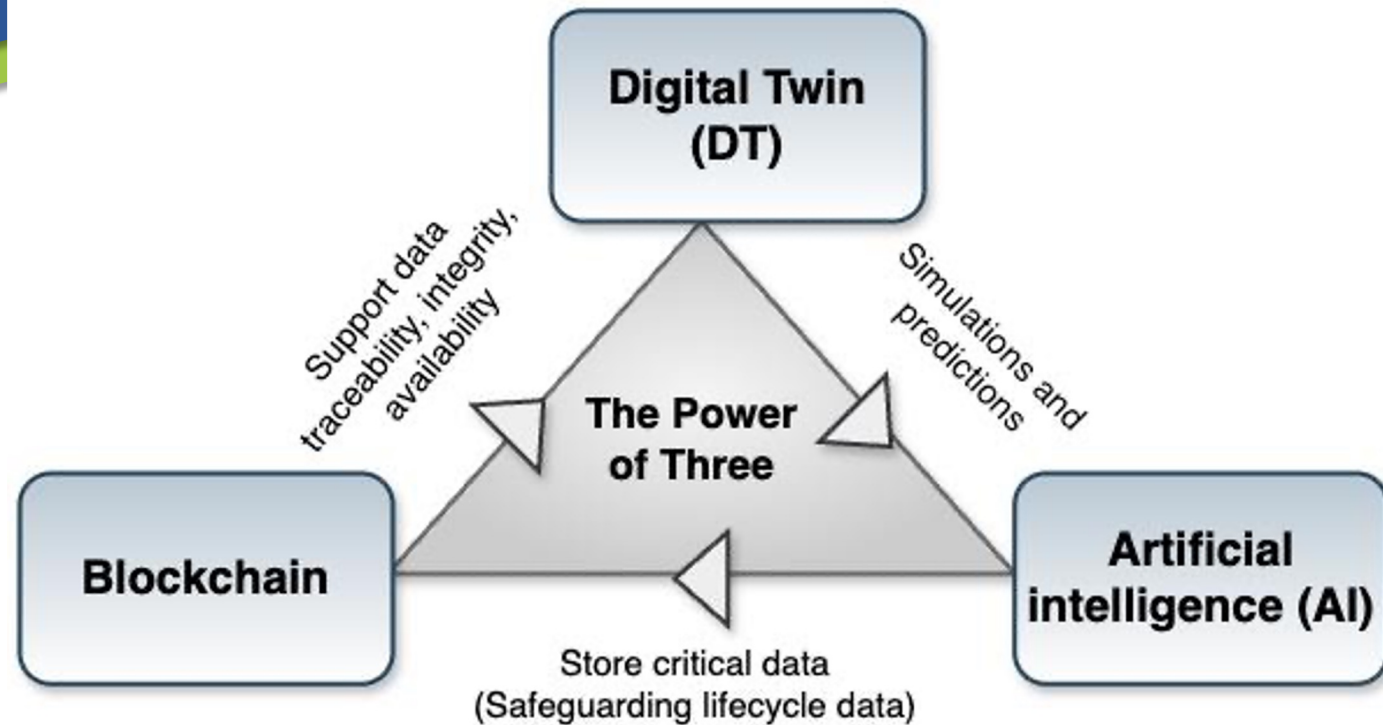 Digital Twin
(DT)
Support data
traceability, integrity,
availability
Simulations and
predictions
The Power
of Three
Blockchain
Artificial
intelligence (AI)
Store critical data
(Safeguarding lifecycle data)